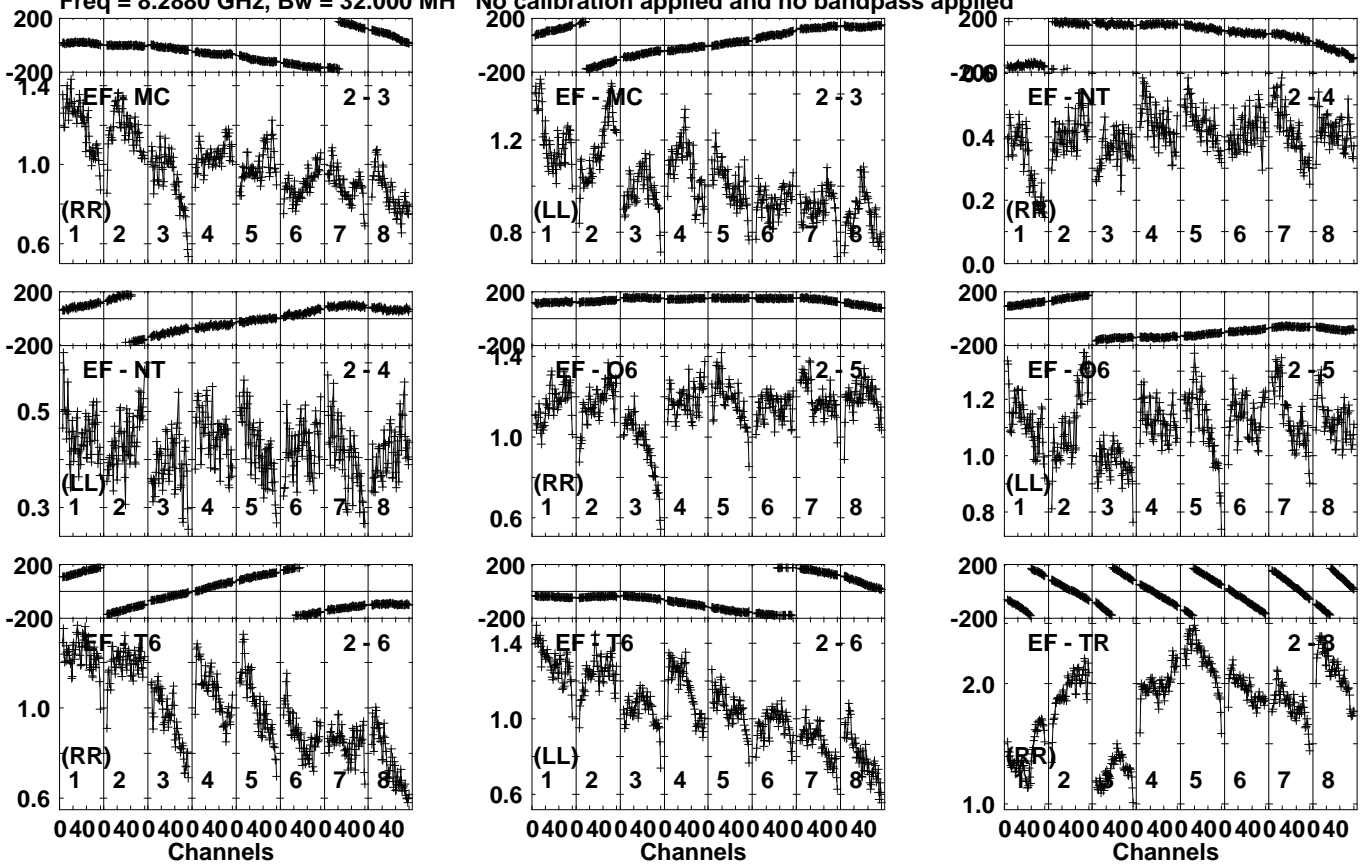 Freq = 8.2880 GHz, Bw = 32.000 MH No calibration applied and no bandpass applied
200
-200
1.4
1.0
0.6
EF - MC 2 - 3
(RR)
1 2 3 4 5 6 7 8
200
-200
1.2
0.8
EF - MC 2 - 3
(LL)
1 2 3 4 5 6 7 8
200
-200
0.6
0.4
0.2
0.0
EF - NT 2 - 4
(RR)
1 2 3 4 5 6 7 8
200
-200
0.5
0.3
EF - NT 2 - 4
(LL)
1 2 3 4 5 6 7 8
200
-200
1.4
1.0
0.6
EF - O6 2 - 5
(RR)
1 2 3 4 5 6 7 8
200
-200
1.2
1.0
0.8
EF - O6 2 - 5
(LL)
1 2 3 4 5 6 7 8
200
-200
1.0
0.6
EF - T6 2 - 6
(RR)
1 2 3 4 5 6 7 8
0 40 0 40 0 40 0 40 0 40 0 40 0 40 0 40
Channels
200
-200
1.4
1.0
0.6
EF - T6 2 - 6
(LL)
1 2 3 4 5 6 7 8
0 40 0 40 0 40 0 40 0 40 0 40 0 40 0 40
Channels
200
-200
2.0
1.0
EF - TR 2 - 8
(RR)
1 2 3 4 5 6 7 8
0 40 0 40 0 40 0 40 0 40 0 40 0 40 0 40
Channels